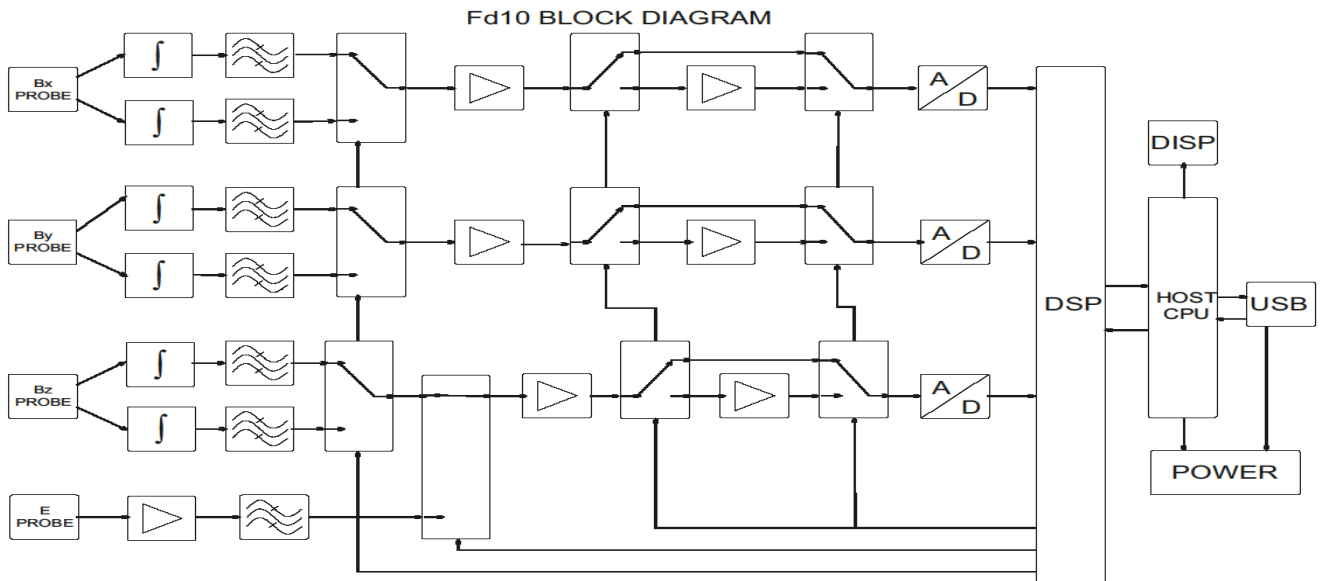 Fd10 BLOCK DIAGRAM
Bx
PROBE
∫
∫
A
D
By
PROBE
∫
∫
A
D
Bz
PROBE
∫
∫
A
D
E
PROBE
DSP
DISP
HOST
CPU
USB
POWER